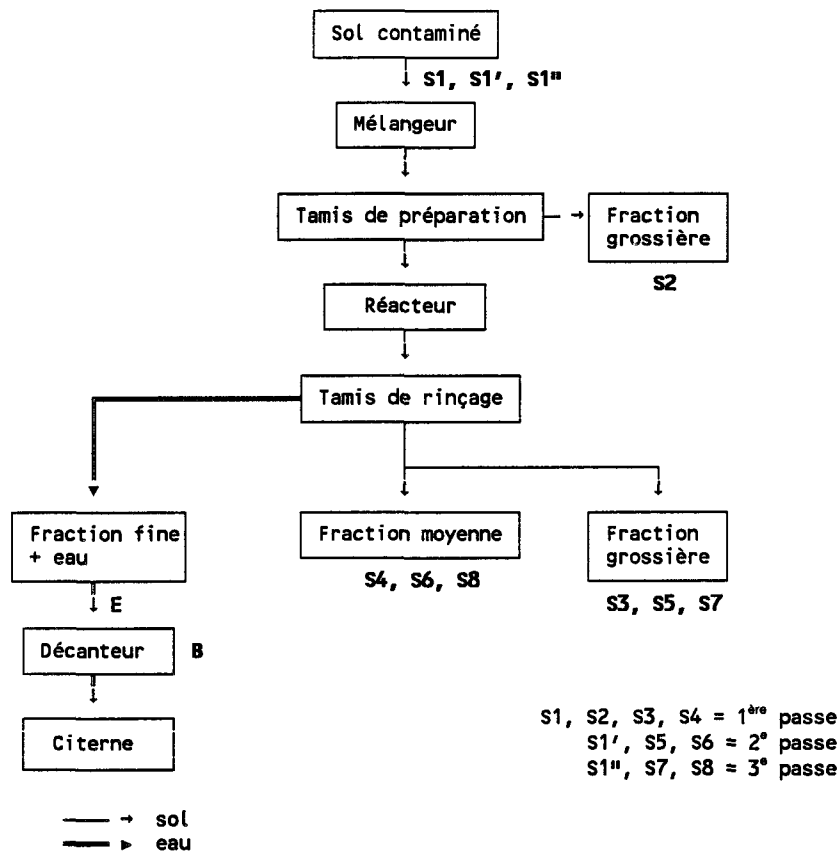 Sol contaminé
S1, S1', S1"
Mélangeur
Tamis de préparation
Fraction
grossière
S2
Réacteur
Tamis de rinçage
Fraction fine
+ eau
Fraction moyenne
Fraction
grossière
S4, S6, S8
S3, S5, S7
E
Décanteur
B
Citerne
S1, S2, S3, S4 = 1ère passe
S1', S5, S6 = 2e passe
S1", S7, S8 = 3e passe
sol
eau